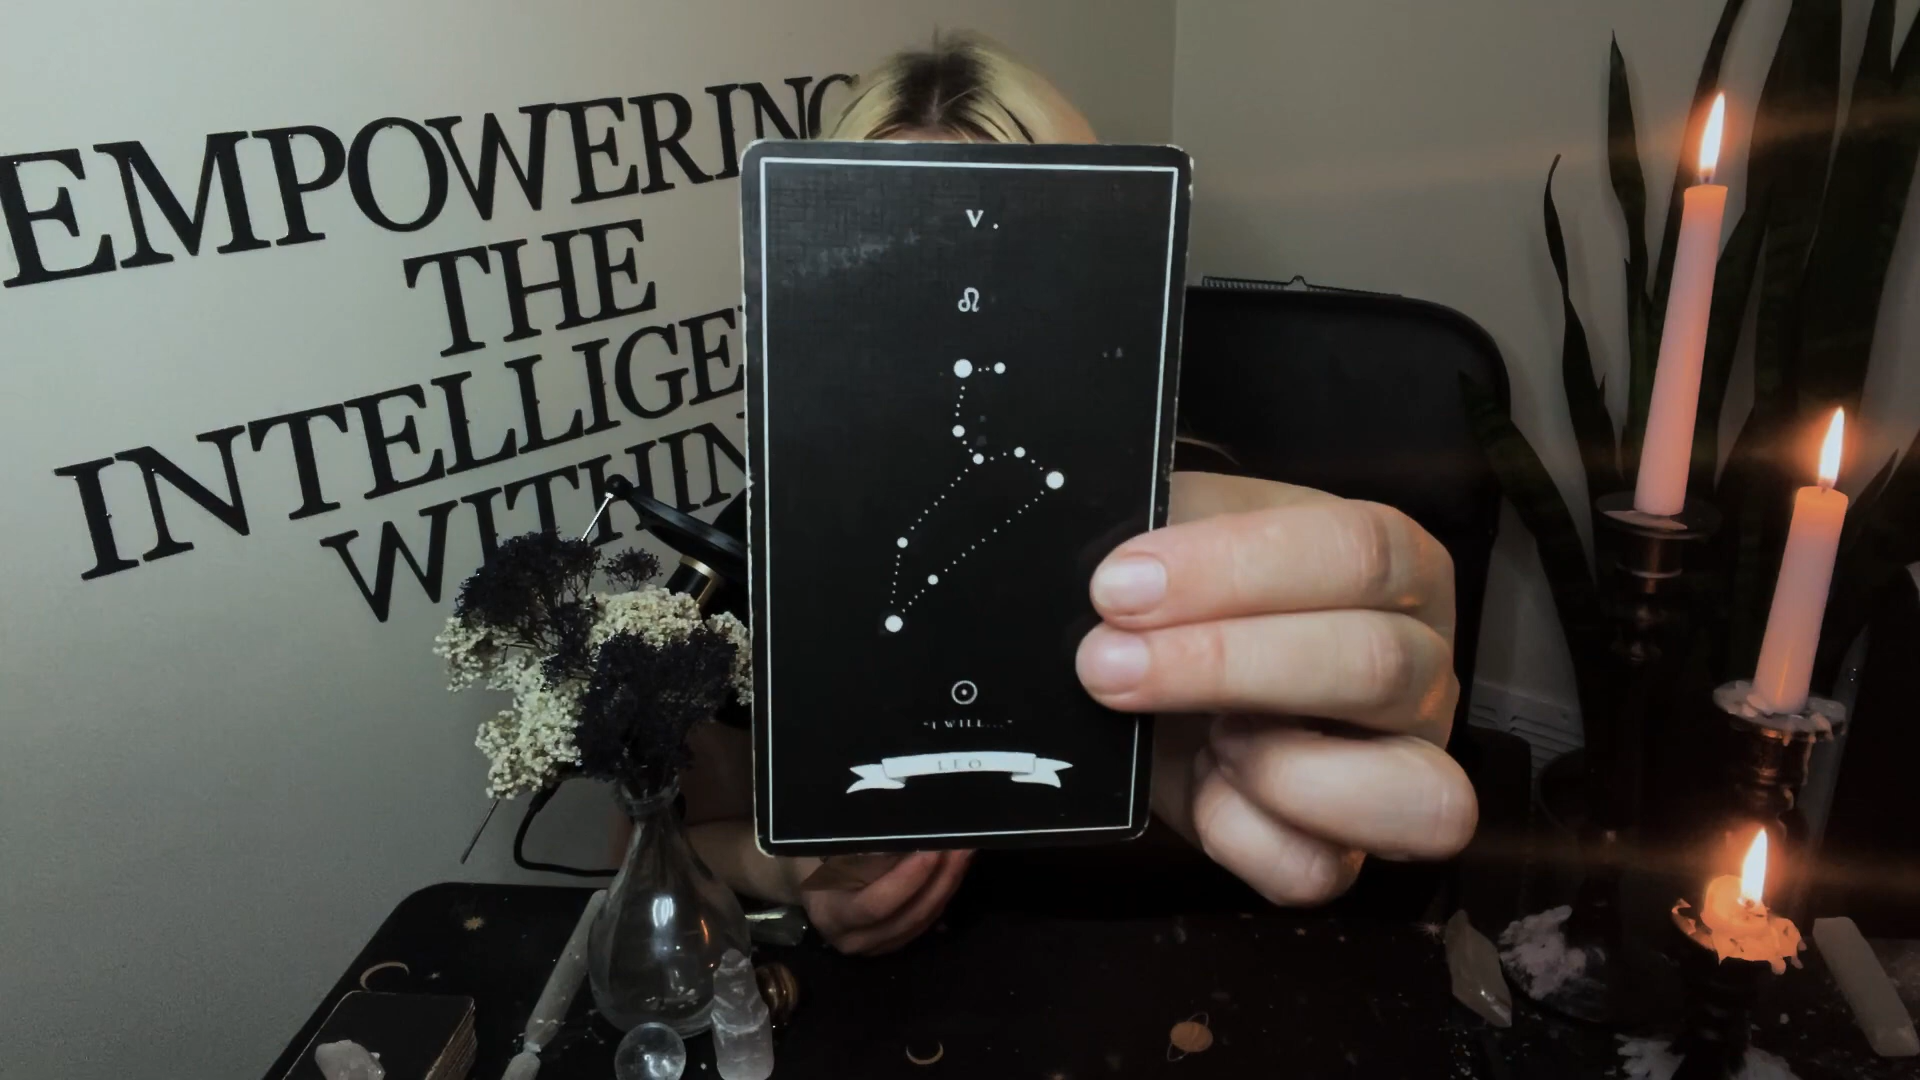 EMPOWERING
THE
INTELLIGE
WITHIN
V.
♌
"I WILL..."
LEO